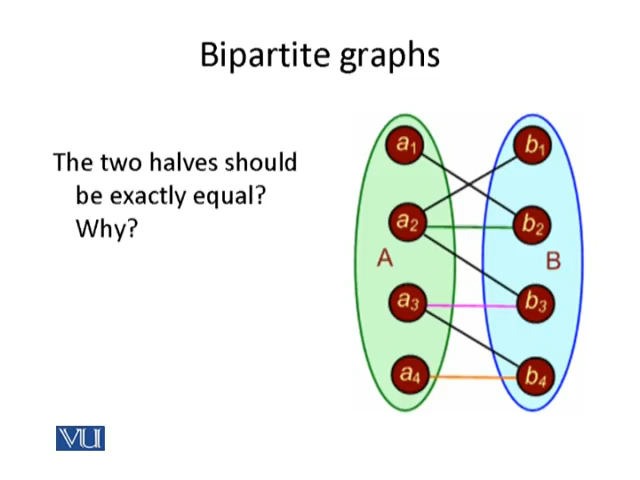 Bipartite graphs
The two halves should
be exactly equal?
Why?
a1
b1
a2
b2
A
B
a3
b3
a4
b4
VU